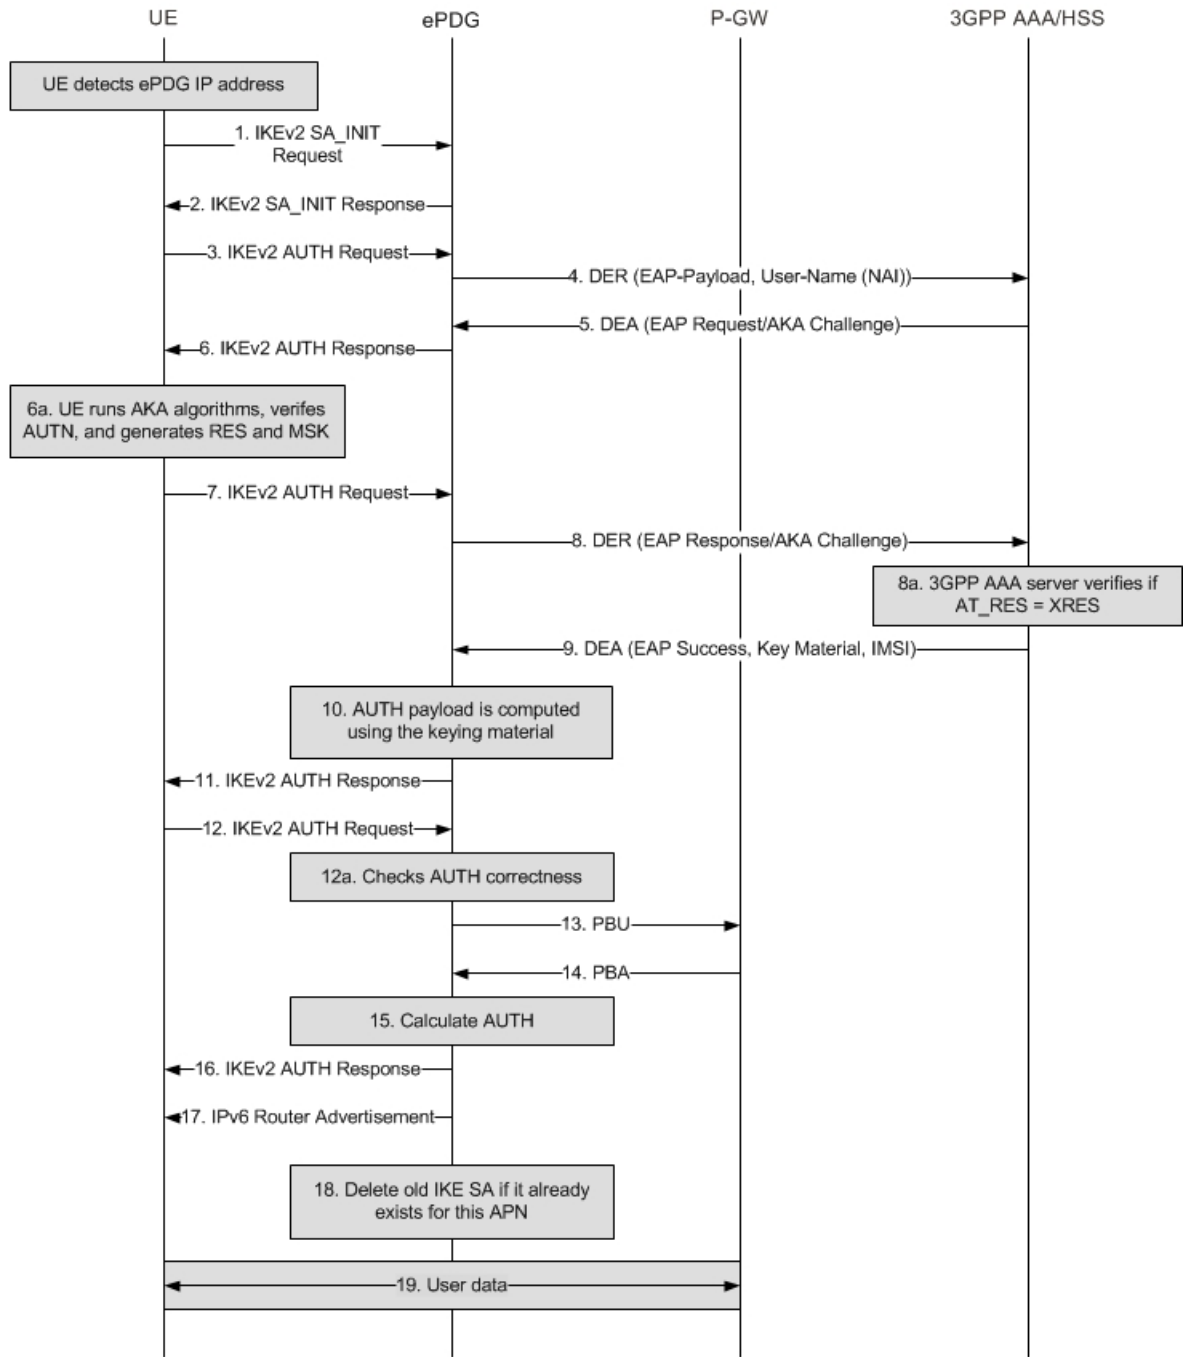 UE
ePDG
P-GW
3GPP AAA/HSS
UE detects ePDG IP address
1. IKEv2 SA_INIT
Request
2. IKEv2 SA_INIT Response
3. IKEv2 AUTH Request
4. DER (EAP-Payload, User-Name (NAI))
5. DEA (EAP Request/AKA Challenge)
6. IKEv2 AUTH Response
6a. UE runs AKA algorithms, verifes
AUTN, and generates RES and MSK
7. IKEv2 AUTH Request
8. DER (EAP Response/AKA Challenge)
8a. 3GPP AAA server verifies if
AT_RES = XRES
9. DEA (EAP Success, Key Material, IMSI)
10. AUTH payload is computed
using the keying material
11. IKEv2 AUTH Response
12. IKEv2 AUTH Request
12a. Checks AUTH correctness
13. PBU
14. PBA
15. Calculate AUTH
16. IKEv2 AUTH Response
17. IPv6 Router Advertisement
18. Delete old IKE SA if it already
exists for this APN
19. User data